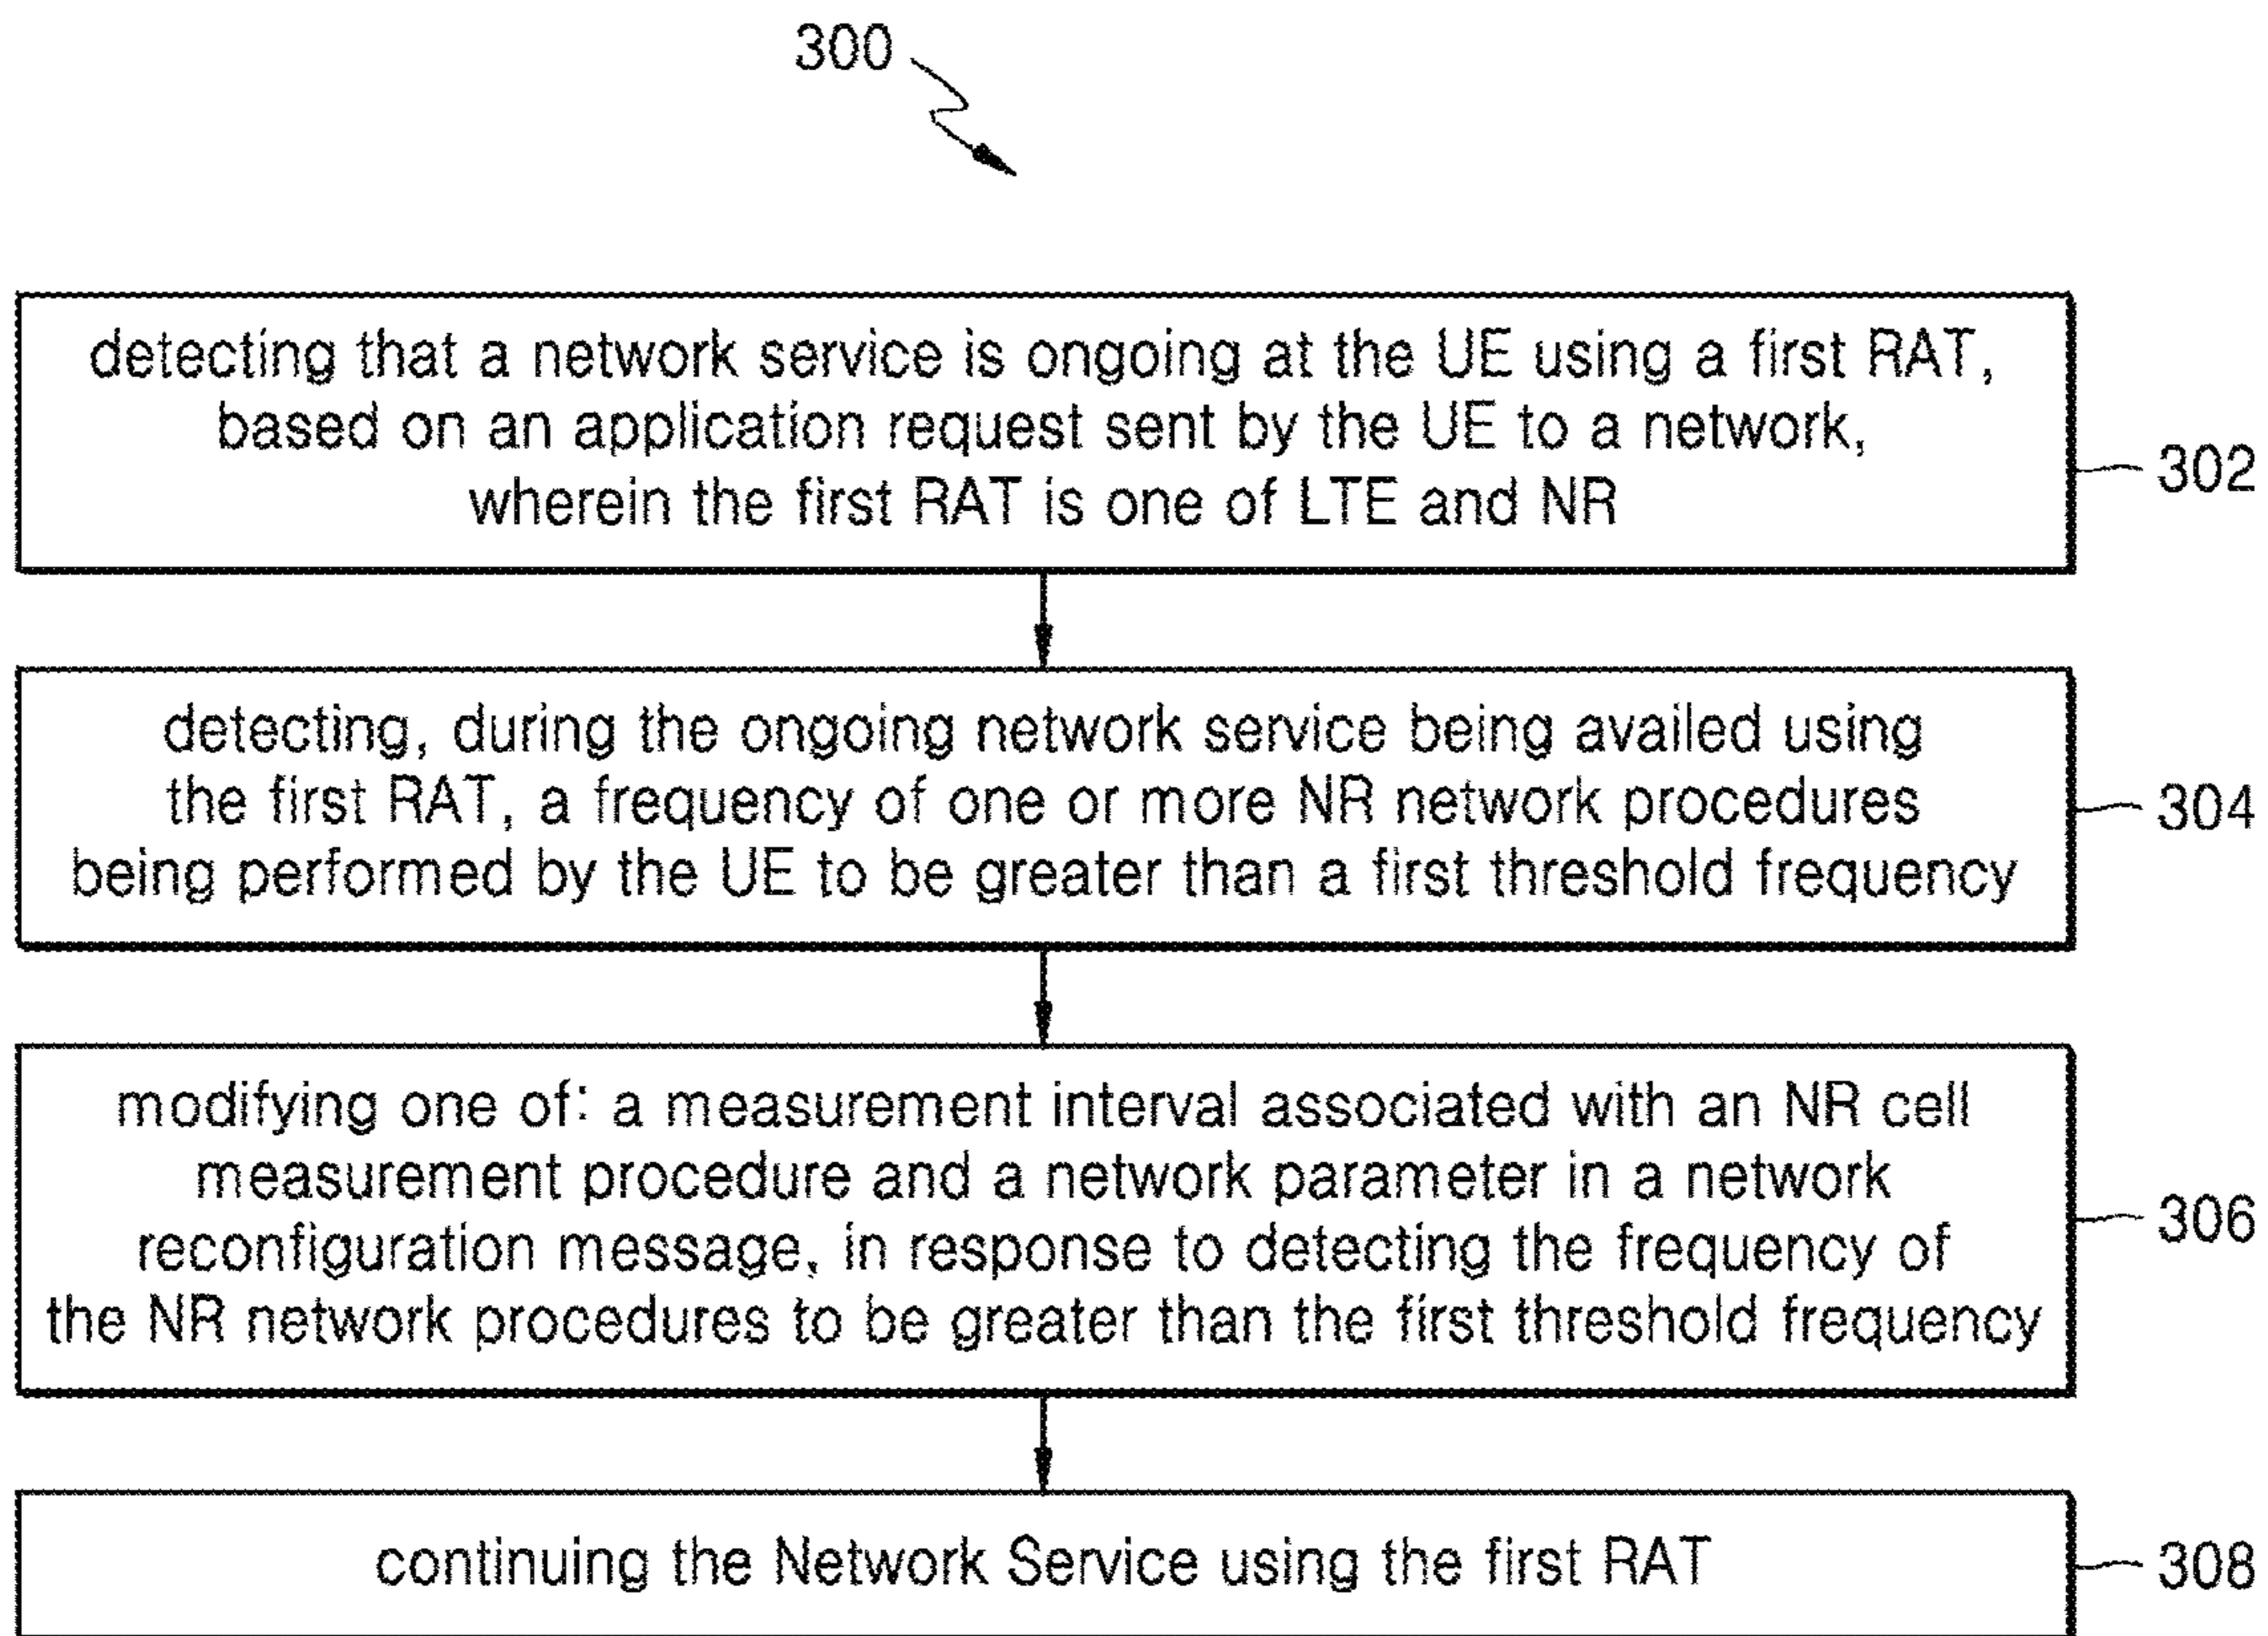 300
detecting that a network service is ongoing at the UE using a first RAT,
based on an application request sent by the UE to a network,
wherein the first RAT is one of LTE and NR
302
detecting, during the ongoing network service being availed using
the first RAT, a frequency of one or more NR network procedures
being performed by the UE to be greater than a first threshold frequency
304
modifying one of: a measurement interval associated with an NR cell
measurement procedure and a network parameter in a network
reconfiguration message, in response to detecting the frequency of
the NR network procedures to be greater than the first threshold frequency
306
continuing the Network Service using the first RAT
308